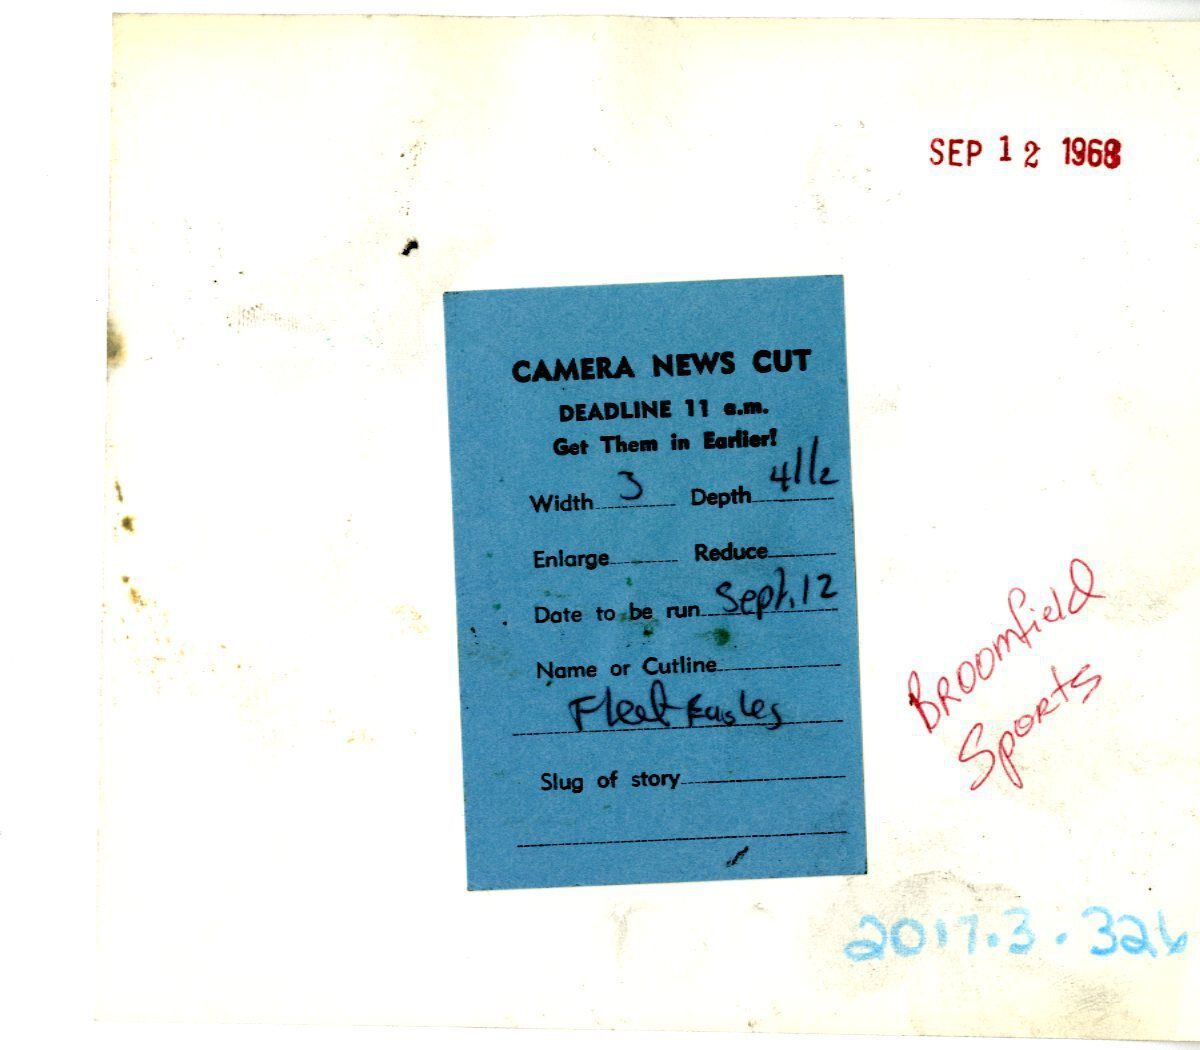 SEP 12 1968
CAMERA NEWS CUT
DEADLINE 11 a.m.
Get Them in Earlier!
Width 3 Depth 4 1/2
Enlarge Reduce
Date to be run Sept. 12
Name or Cutline
Fleet Eagles
Slug of story
Broomfield
Sports
2017.3.326